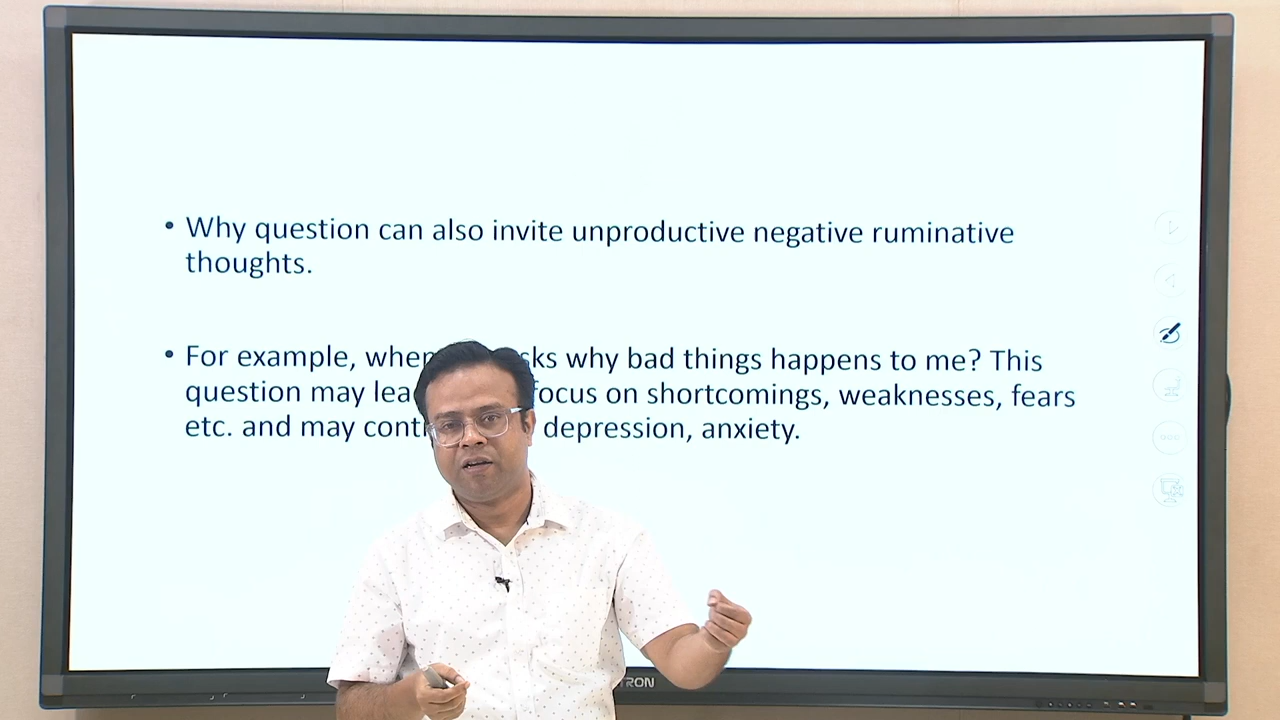 • Why question can also invite unproductive negative ruminative
thoughts.
• For example, when sks why bad things happens to me? This
question may lea focus on shortcomings, weaknesses, fears
etc. and may cont depression, anxiety.
TRON